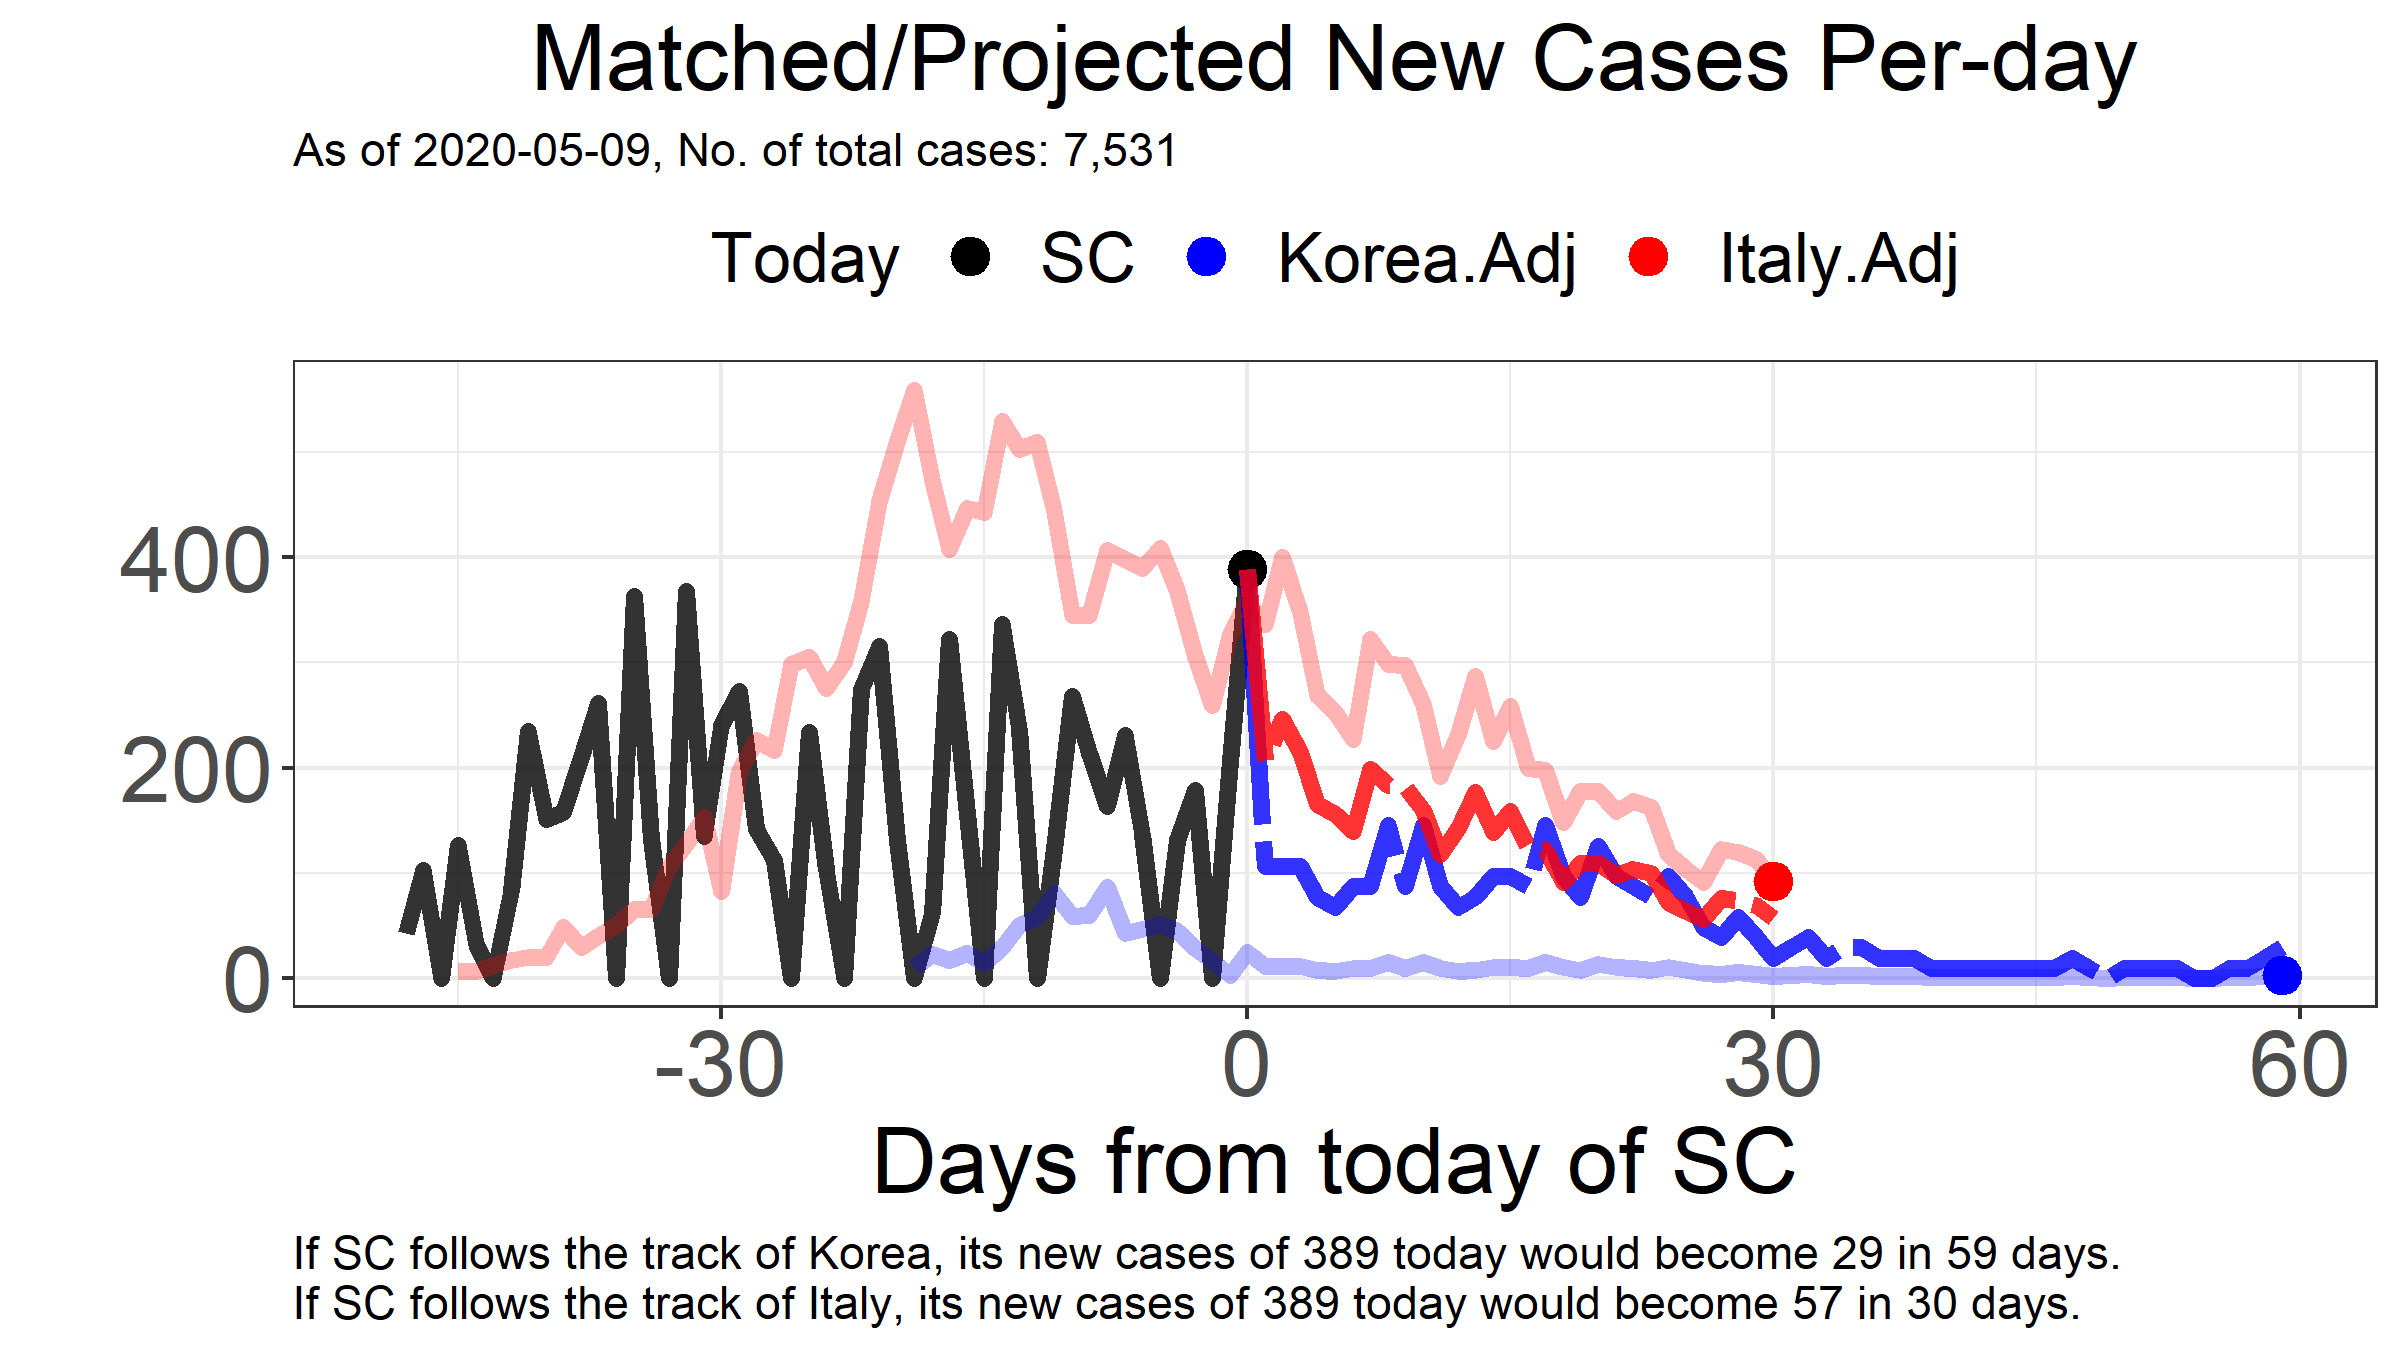 Matched/Projected New Cases Per-day
As of 2020-05-09, No. of total cases: 7,531
Today SC Korea.Adj Italy.Adj
400
200
0
-30 0 30 60
Days from today of SC
If SC follows the track of Korea, its new cases of 389 today would become 29 in 59 days.
If SC follows the track of Italy, its new cases of 389 today would become 57 in 30 days.